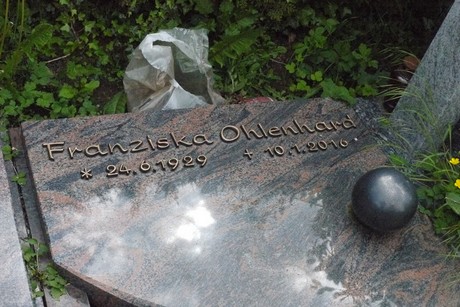 Franziska Ohlenhard
* 24.6.1929 + 10.1.2016